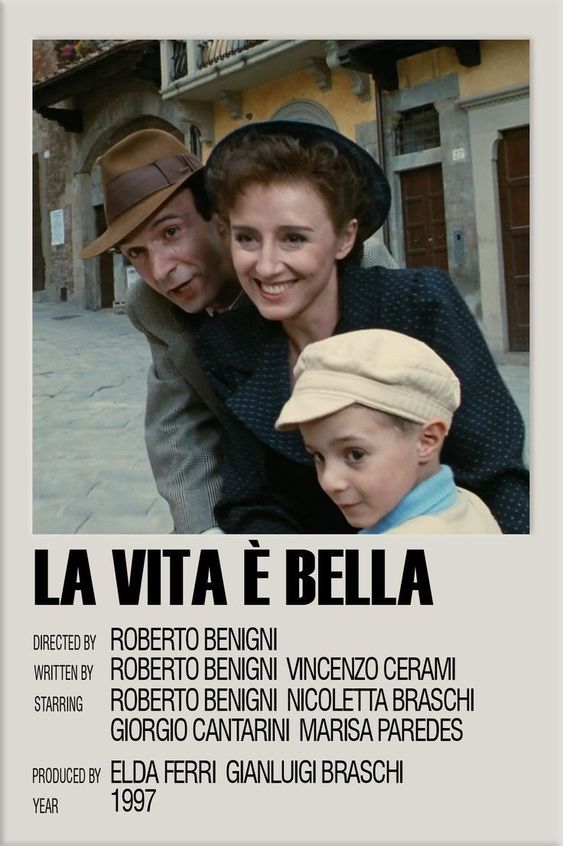 LA VITA È BELLA
DIRECTED BY ROBERTO BENIGNI
WRITTEN BY ROBERTO BENIGNI VINCENZO CERAMI
STARRING ROBERTO BENIGNI NICOLETTA BRASCHI
GIORGIO CANTARINI MARISA PAREDES
PRODUCED BY ELDA FERRI GIANLUIGI BRASCHI
YEAR 1997